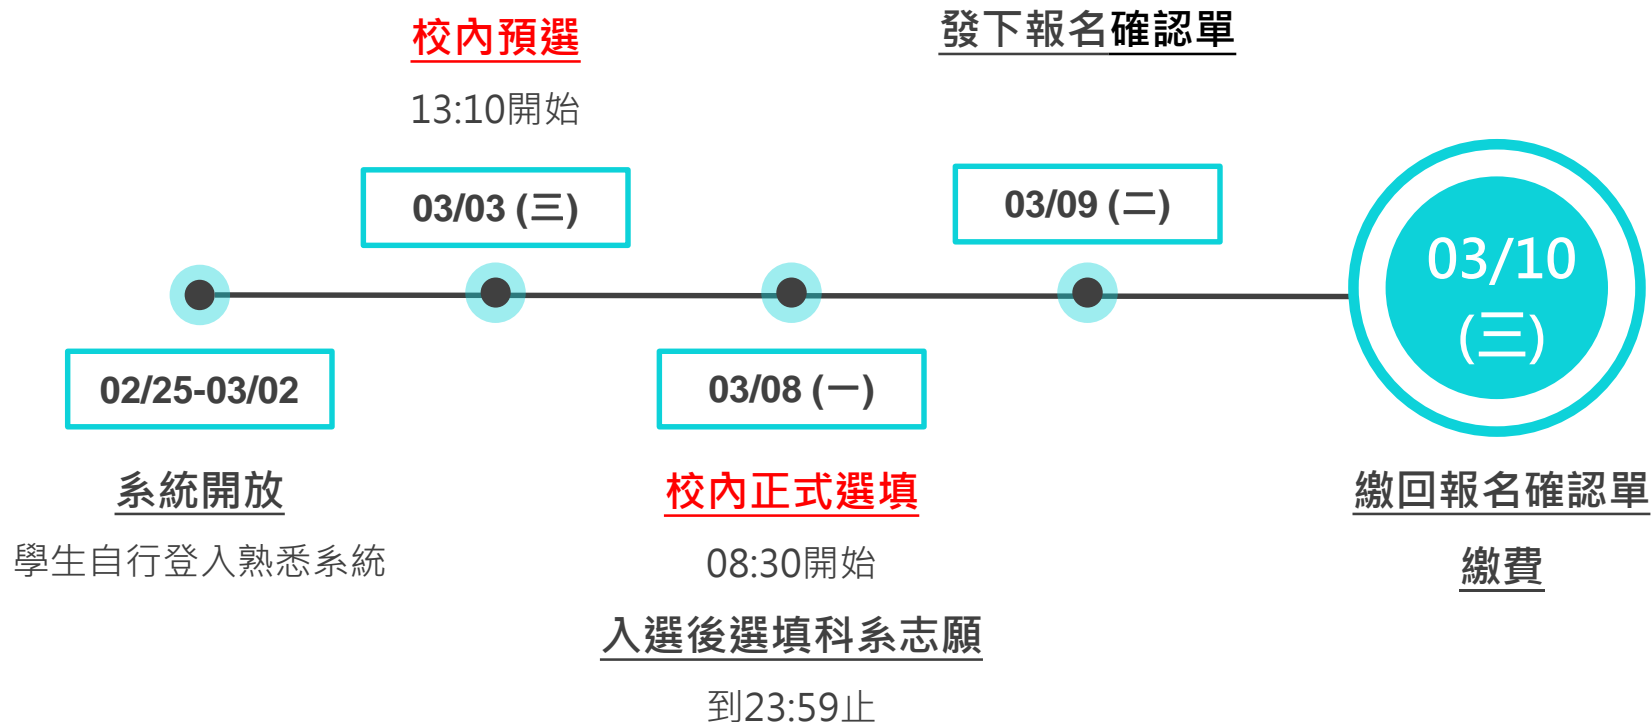 校內預選
13:10開始
03/03 (三)
發下報名確認單
03/09 (二)
03/10
(三)
02/25-03/02
系統開放
學生自行登入熟悉系統
03/08 (一)
校內正式選填
08:30開始
入選後選填科系志願
到23:59止
繳回報名確認單
繳費